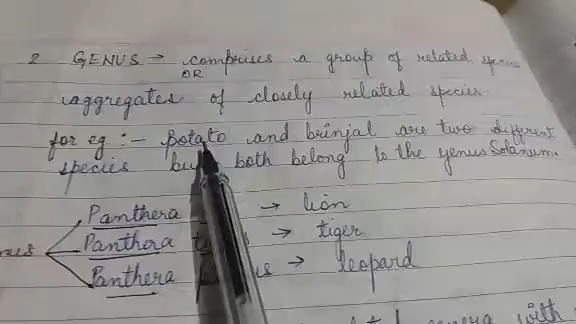 2 GENUS → comprises a group of related
OR
aggregates of closely related species
for eg :- potato and brinjal are two different
species both belong to the genus Solanum.
Panthera → lion
Panthera → tiger
Panthera → leopard
with